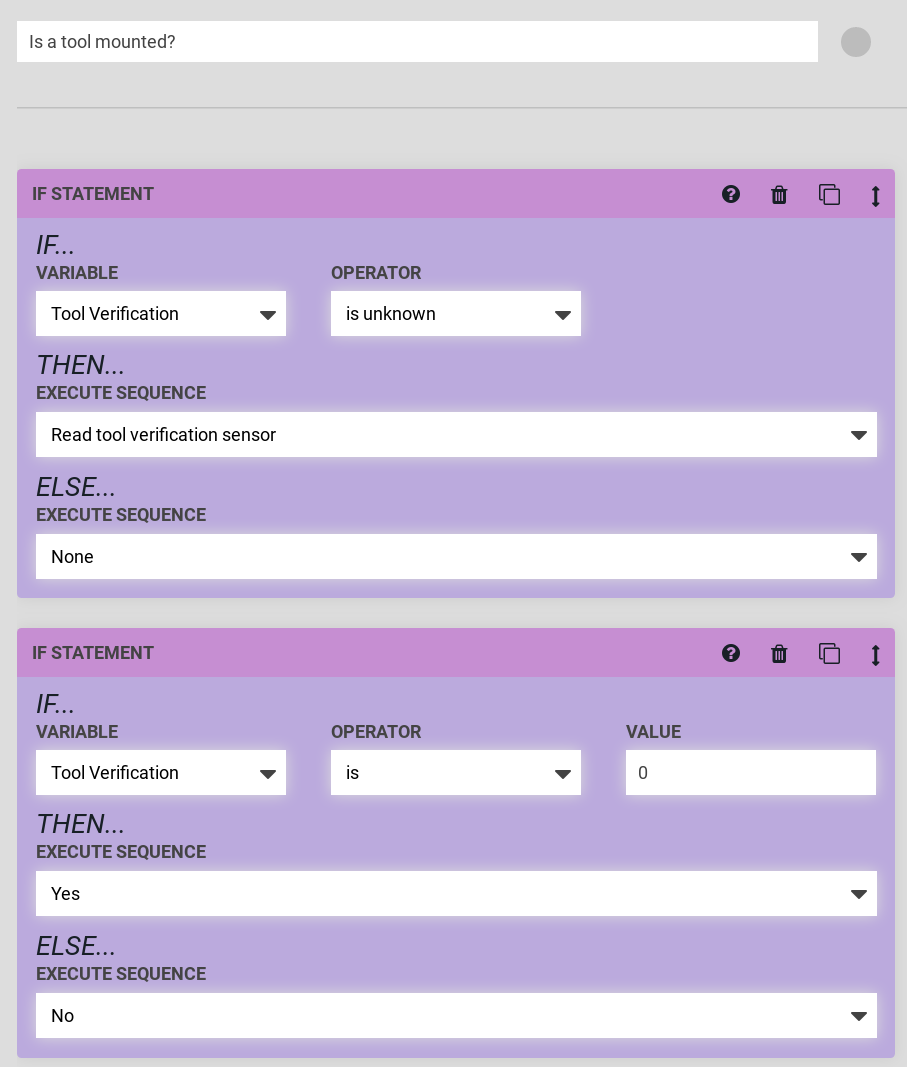 Is a tool mounted?
IF STATEMENT
IF...
VARIABLE OPERATOR
Tool Verification is unknown
THEN...
EXECUTE SEQUENCE
Read tool verification sensor
ELSE...
EXECUTE SEQUENCE
None
IF STATEMENT
IF...
VARIABLE OPERATOR VALUE
Tool Verification is 0
THEN...
EXECUTE SEQUENCE
Yes
ELSE...
EXECUTE SEQUENCE
No